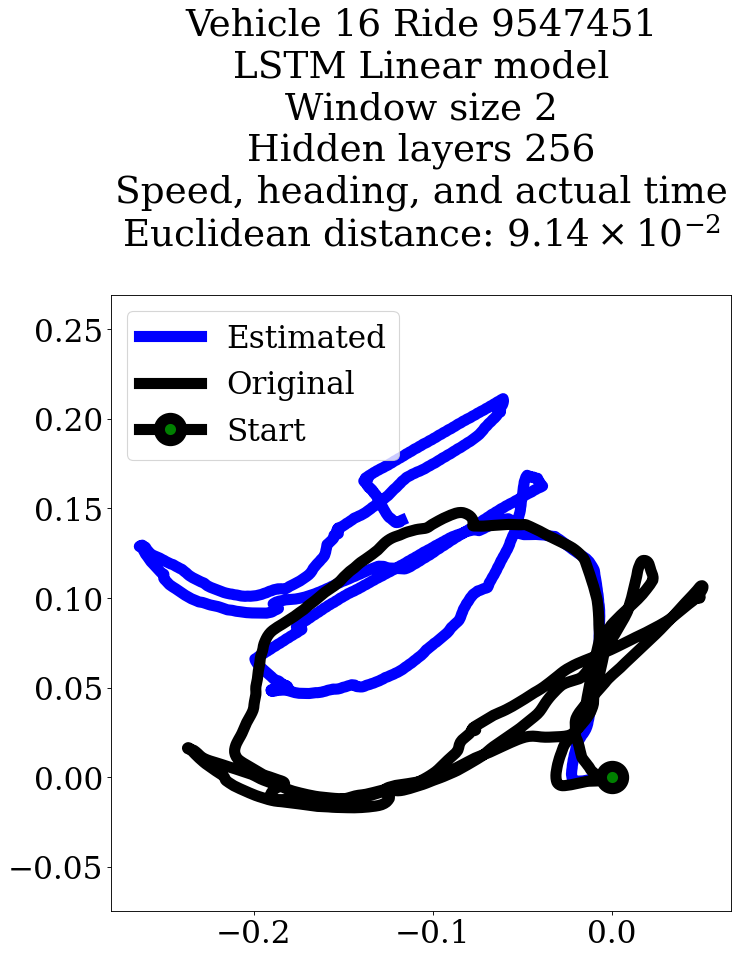 Vehicle 16 Ride 9547451
LSTM Linear model
Window size 2
Hidden layers 256
Speed, heading, and actual time
Euclidean distance: 9.14 × 10⁻²
Estimated
Original
Start
0.25
0.20
0.15
0.10
0.05
0.00
−0.05
−0.2
−0.1
0.0